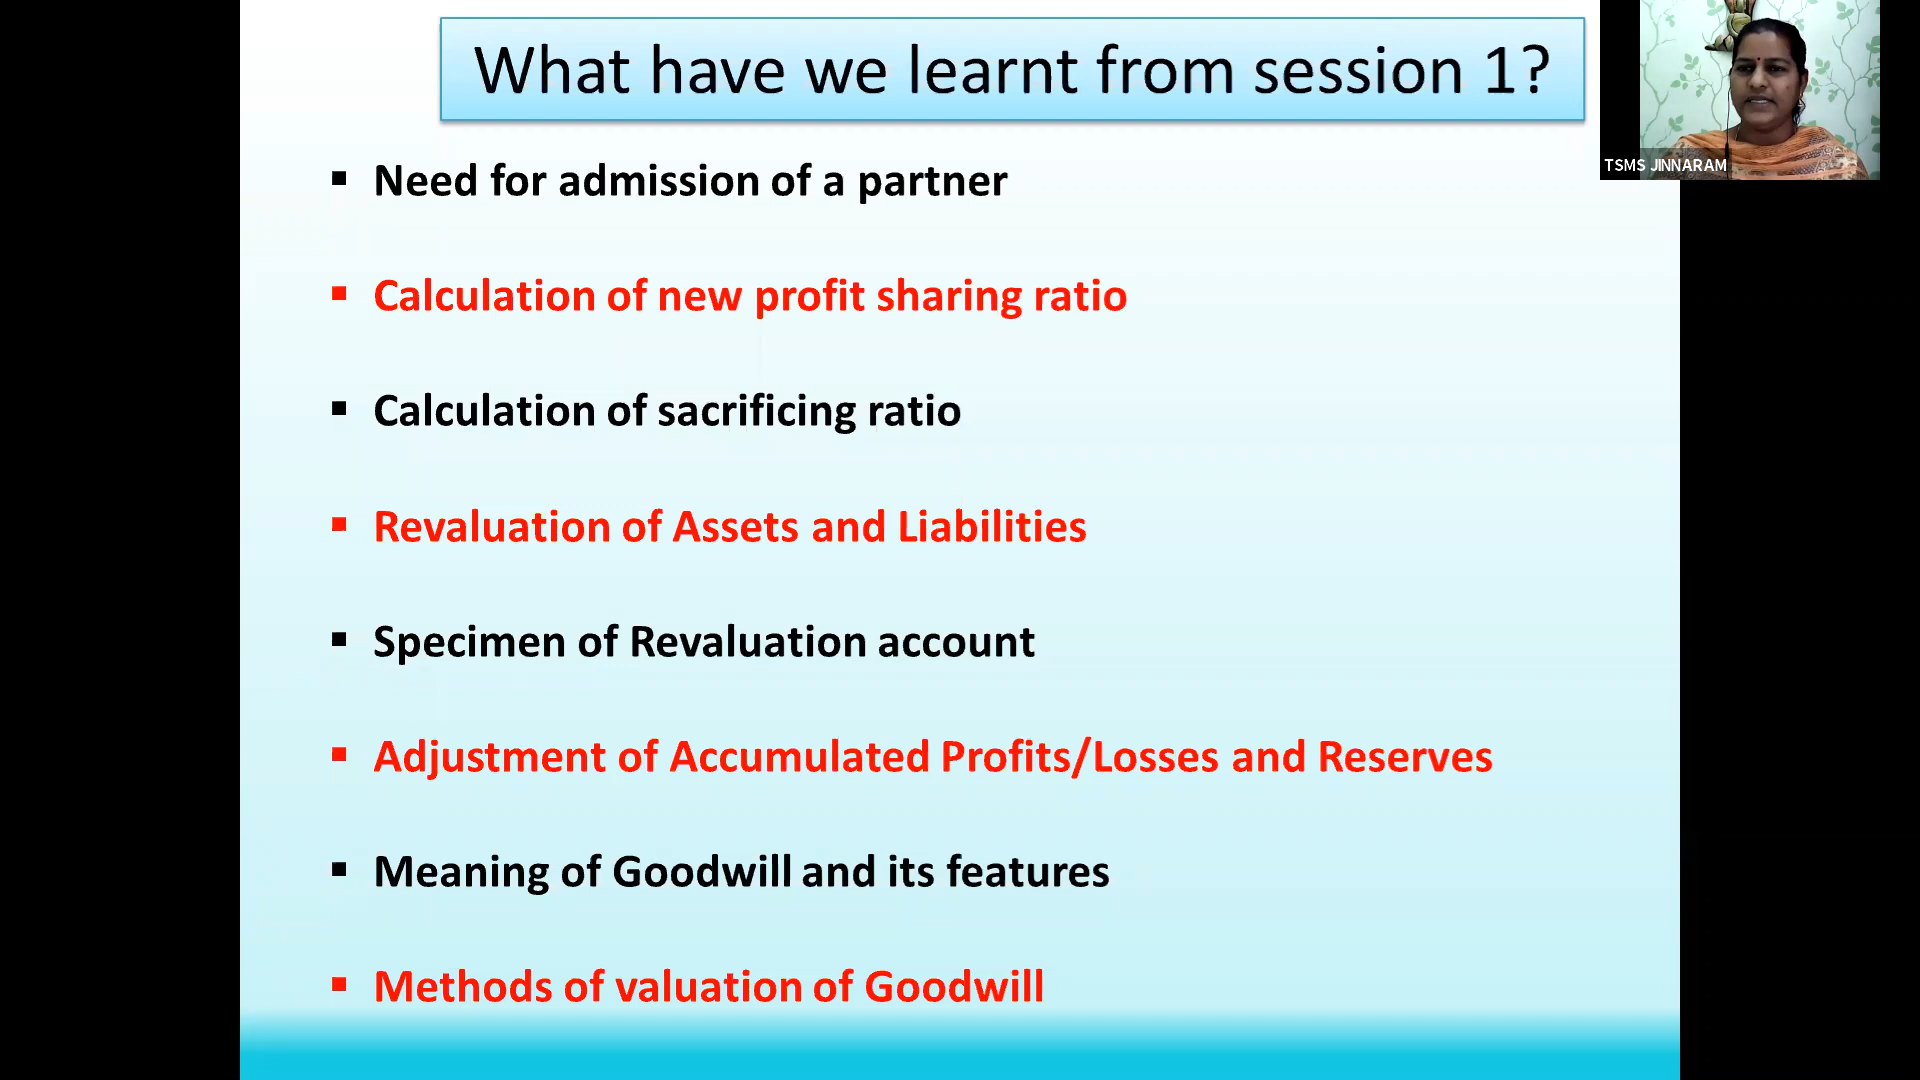 What have we learnt from session 1?
TSMS JINNARAM
▪ Need for admission of a partner
▪ Calculation of new profit sharing ratio
▪ Calculation of sacrificing ratio
▪ Revaluation of Assets and Liabilities
▪ Specimen of Revaluation account
▪ Adjustment of Accumulated Profits/Losses and Reserves
▪ Meaning of Goodwill and its features
▪ Methods of valuation of Goodwill